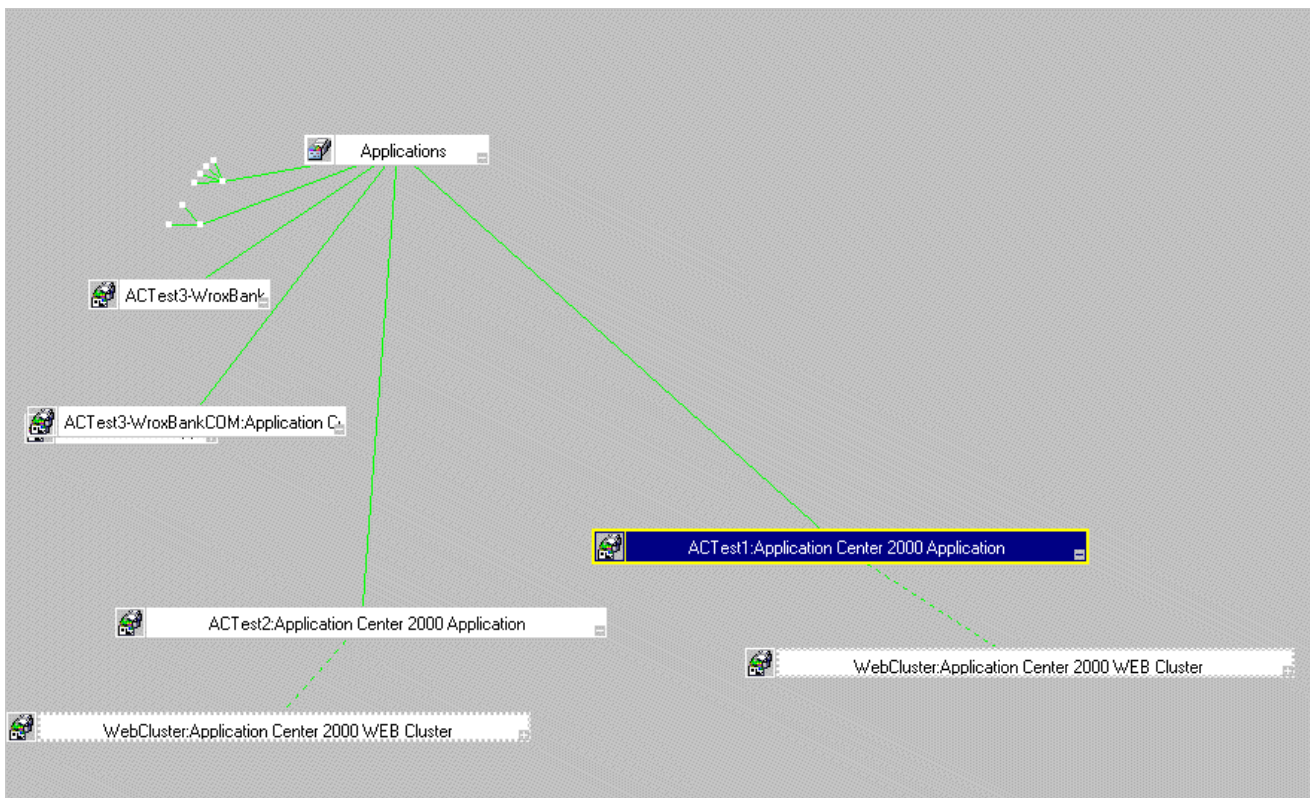 Applications
ACTest3-WroxBank
ACTest3-WroxBankCOM:Application C
ACTest1:Application Center 2000 Application
ACTest2:Application Center 2000 Application
WebCluster:Application Center 2000 WEB Cluster
WebCluster:Application Center 2000 WEB Cluster